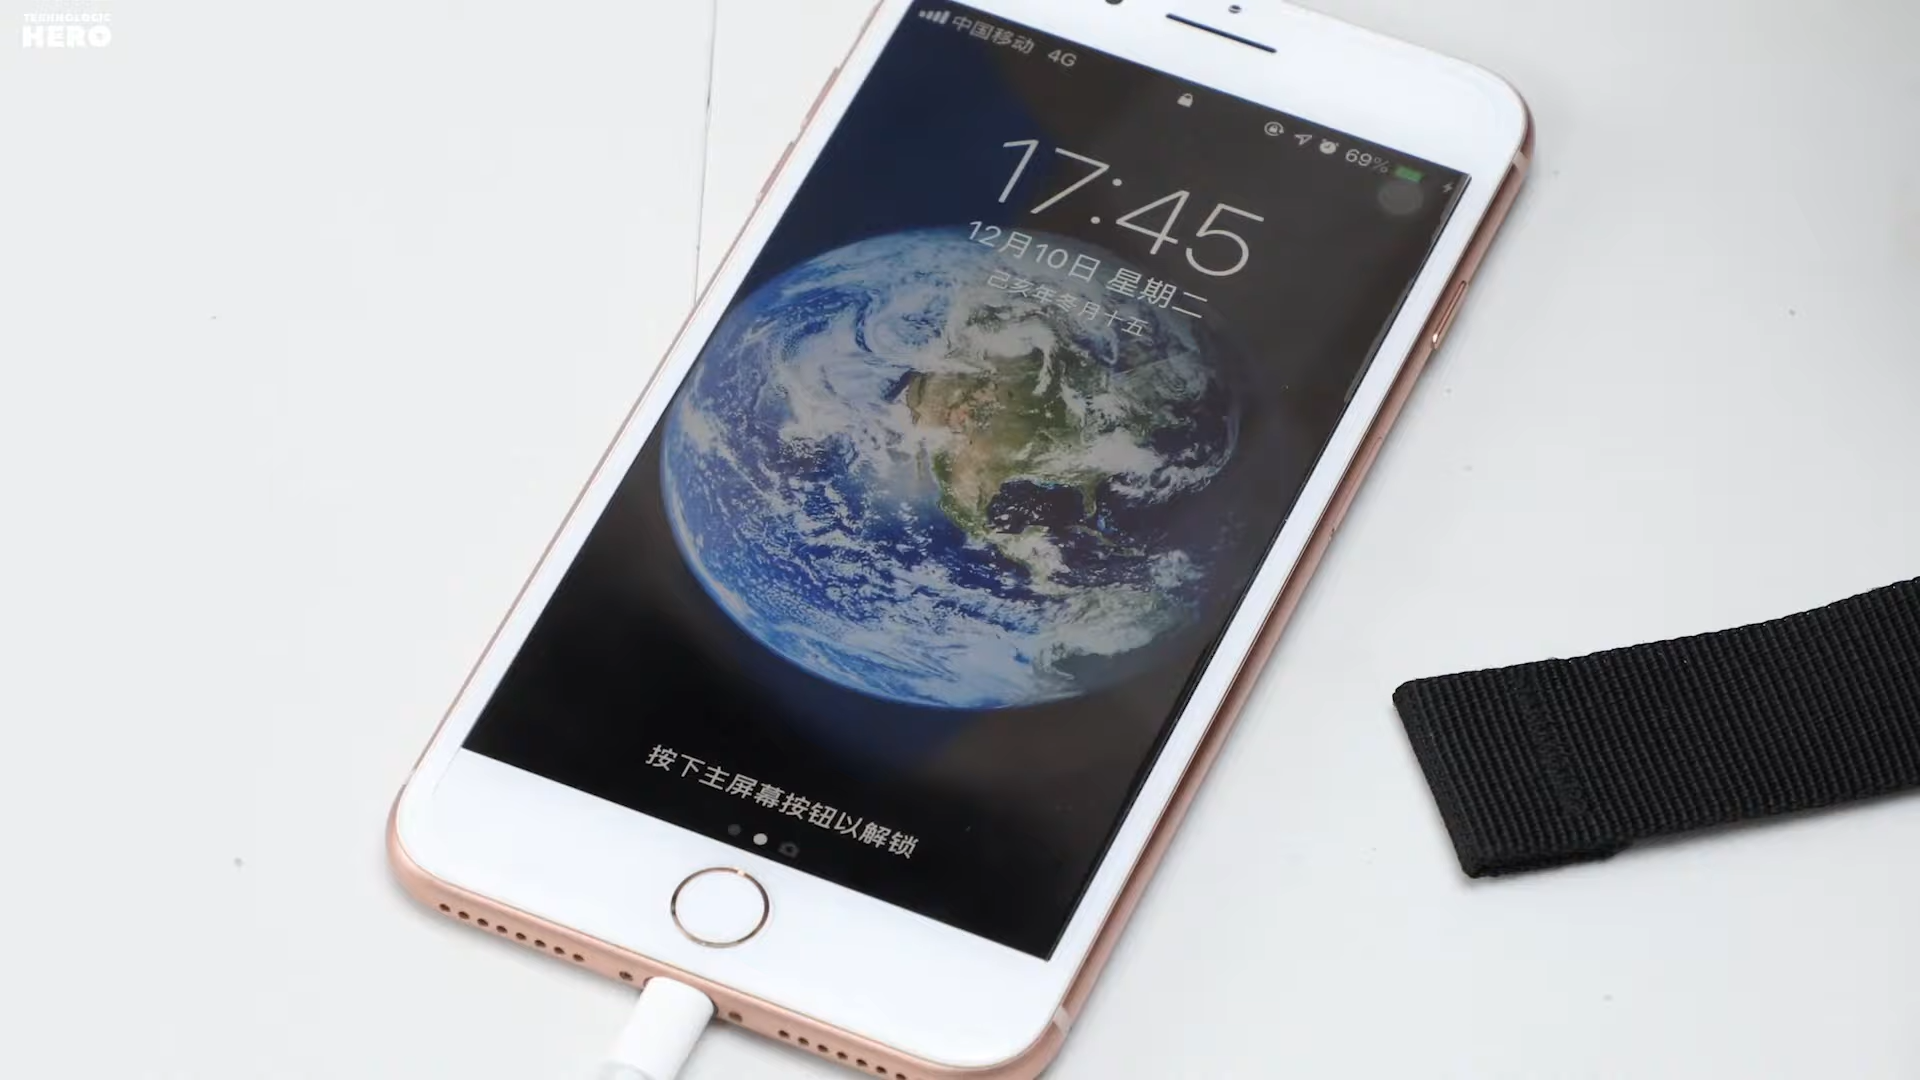 TECHNOLOGIC
HERO
中国移动 4G
69%
17:45
12月10日 星期二
己亥年冬月十五
按下主屏幕按钮以解锁